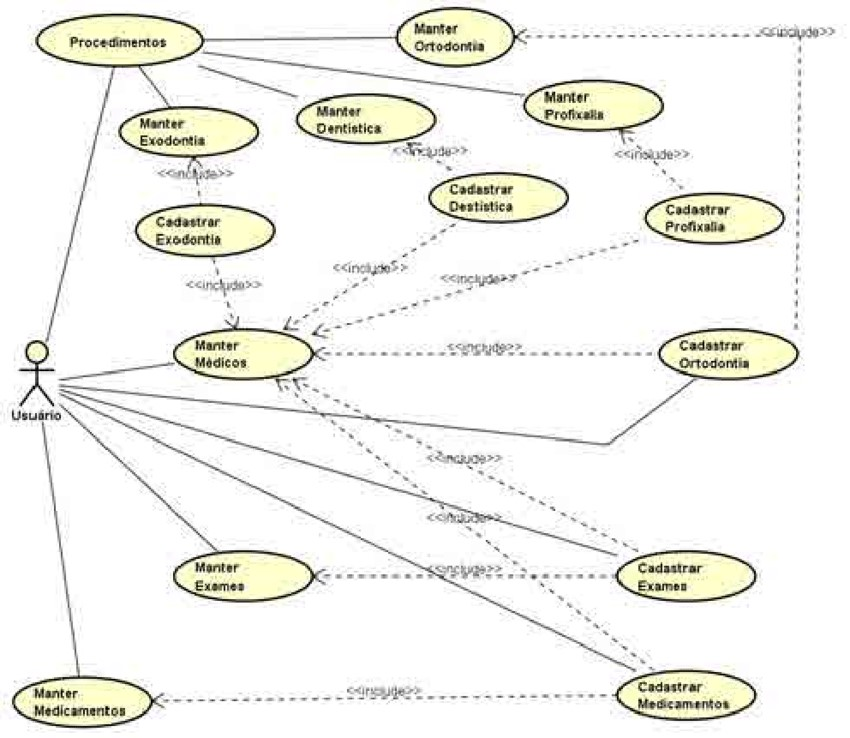 Procedimentos
Manter
Ortodontia
<<include>>
Manter
Exodontia
Manter
Dentística
Manter
Profixalia
<<include>>
<<include>>
<<include>>
Cadastrar
Exodontia
Cadastrar
Destística
Cadastrar
Profixalia
<<include>>
<<include>>
<<include>>
Manter
Médicos
<<include>>
Cadastrar
Ortodontia
Usuário
<<include>>
<<include>>
Manter
Exames
<<include>>
Cadastrar
Exames
Manter
Medicamentos
<<include>>
Cadastrar
Medicamentos